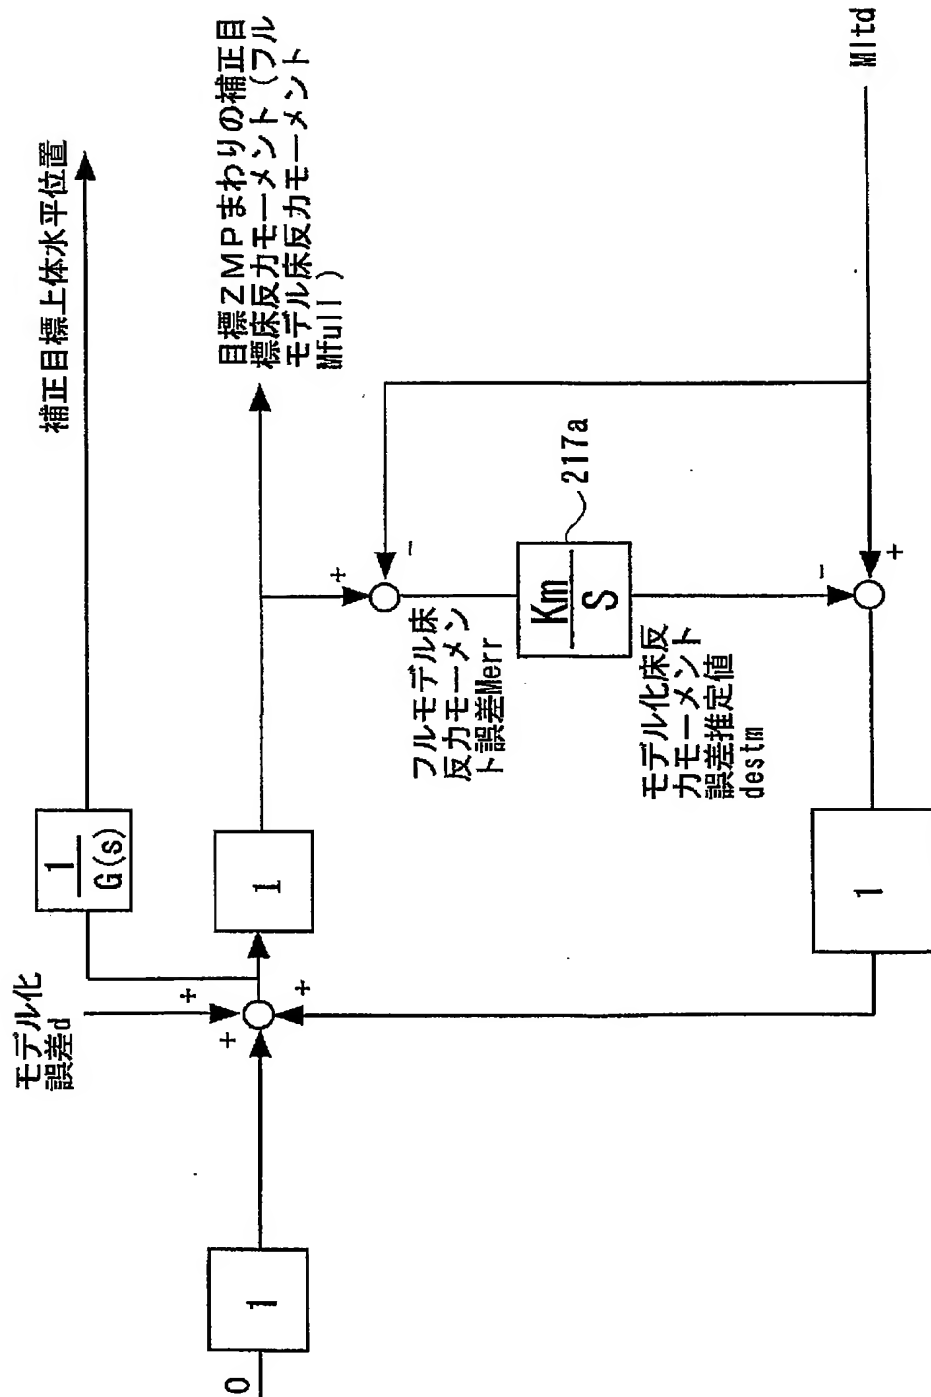 補正目標上体水平位置
目標ZMPまわりの補正目
標床反力モーメント（フル
モデル床反力モーメント
Mfull）
Mltd
1
G(s)
モデル化
誤差d
+
+
+
1
+
-
フルモデル床
反力モーメン
ト誤差Merr
Km
S
217a
モデル化床反
力モーメント
誤差推定値
destm
-
+
1
1
0